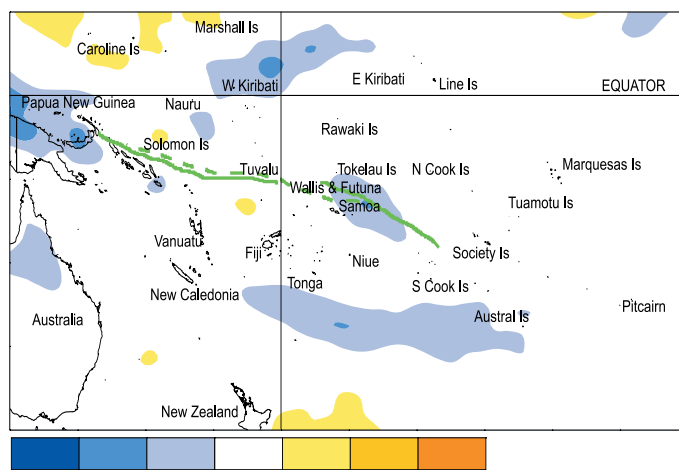 Marshall Is
Caroline Is
W Kiribati
E Kiribati
Line Is
EQUATOR
Papua New Guinea
Nauru
Rawaki Is
Solomon Is
Tuvalu
Tokelau Is
N Cook Is
Marquesas Is
Wallis & Futuna
Samoa
Tuamotu Is
Vanuatu
Fiji
Niue
Society Is
New Caledonia
Tonga
S Cook Is
Pitcairn
Australia
Austral Is
New Zealand